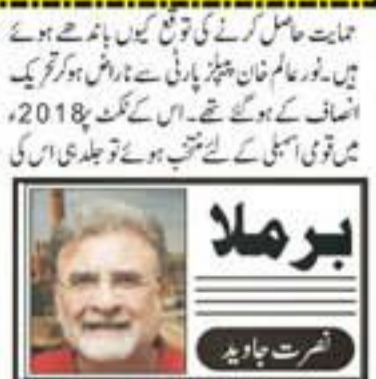 حمایت حاصل کرنے کی توقع کیوں باندھے ہوئے
ہیں۔نور عالم خان پیپلز پارٹی سے ناراض ہوکر تحریک
انصاف کے ہوگئے تھے۔اس کے ٹکٹ پہ2018ء
میں قومی اسمبلی کے لئے منتخب ہوئے تو جلد ہی اس کی
برملا
نصرت جاوید